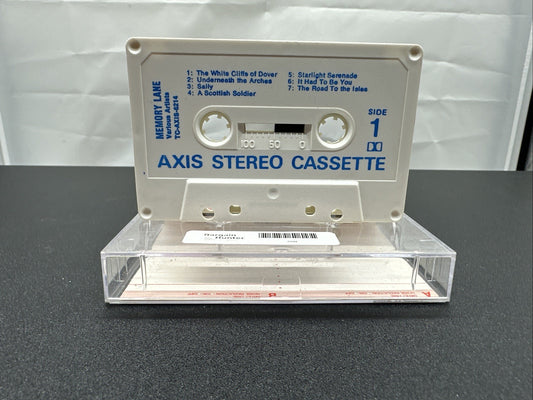 MEMORY LANE
Various Artists
TC-AXIS-6214
1: The White Cliffs of Dover
2: Underneath the Arches
3: Sally
4: A Scottish Soldier
5: Starlight Serenade
6: It Had To Be You
7: The Road To the Isles
SIDE
1
100 50 0
AXIS STEREO CASSETTE
Bargain
Hunter
A
B